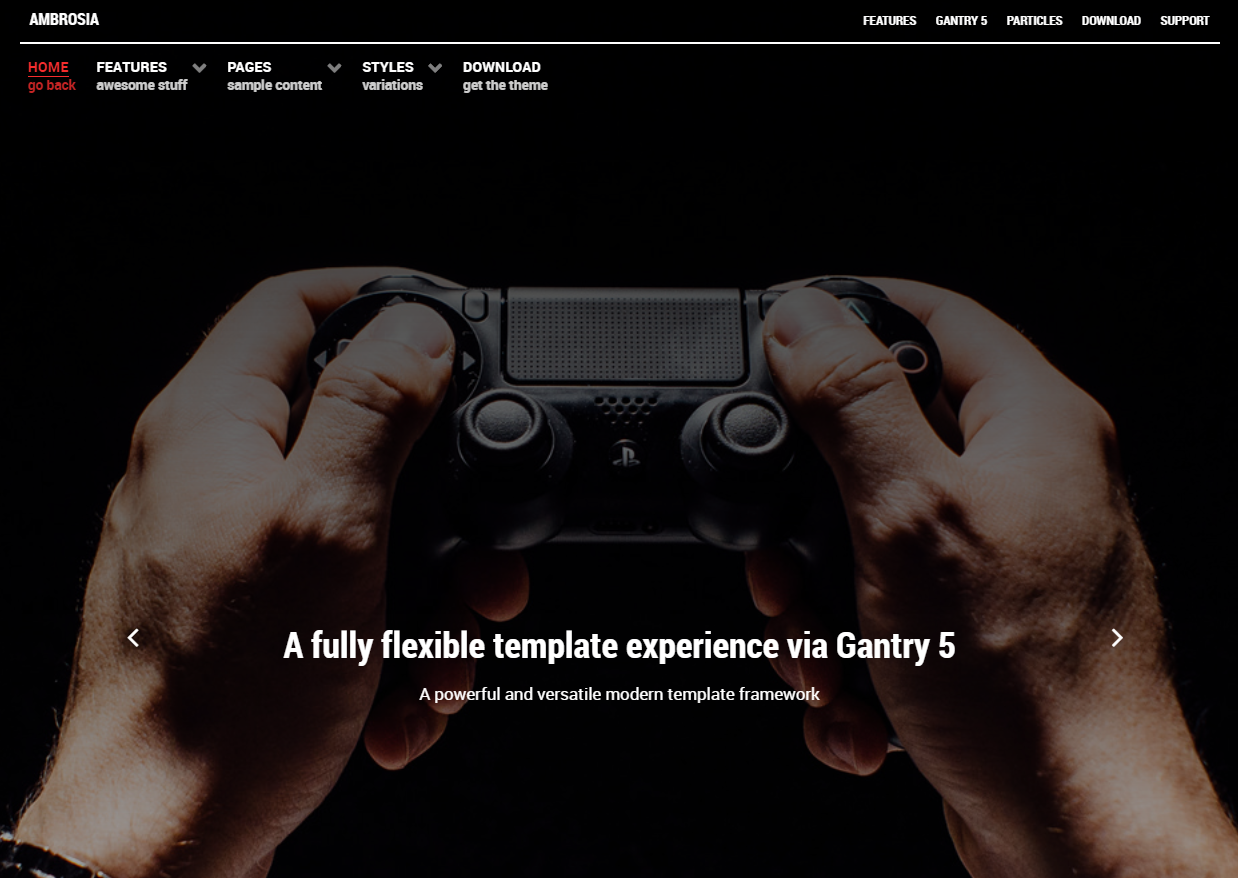 AMBROSIA
FEATURES GANTRY 5 PARTICLES DOWNLOAD SUPPORT
HOME FEATURES PAGES STYLES DOWNLOAD
go back awesome stuff sample content variations get the theme
A fully flexible template experience via Gantry 5
A powerful and versatile modern template framework